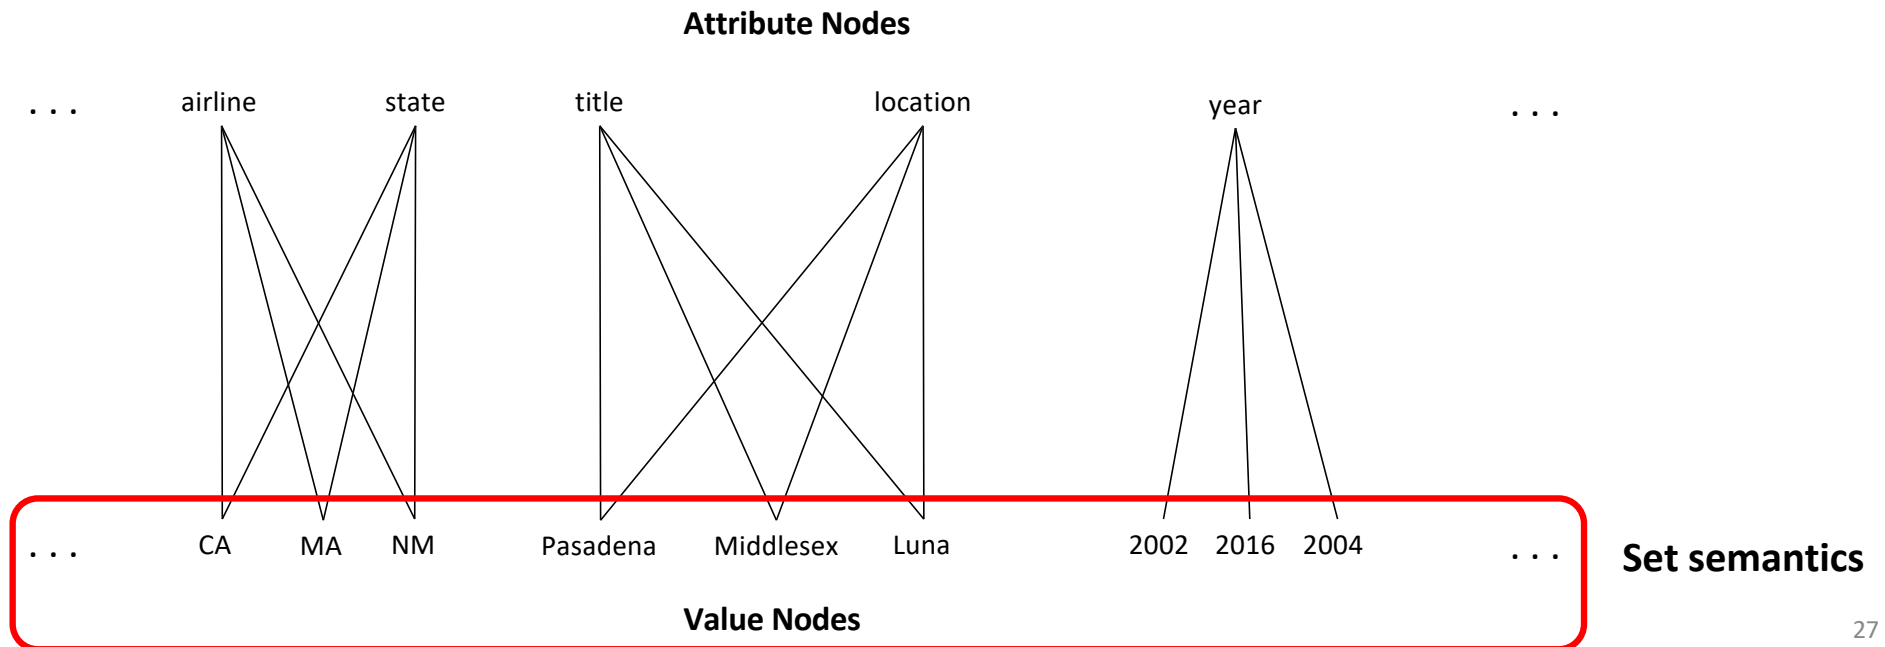 Attribute Nodes
. . . airline state title location year . . .
. . . CA MA NM Pasadena Middlesex Luna 2002 2016 2004 . . .
Set semantics
Value Nodes
27